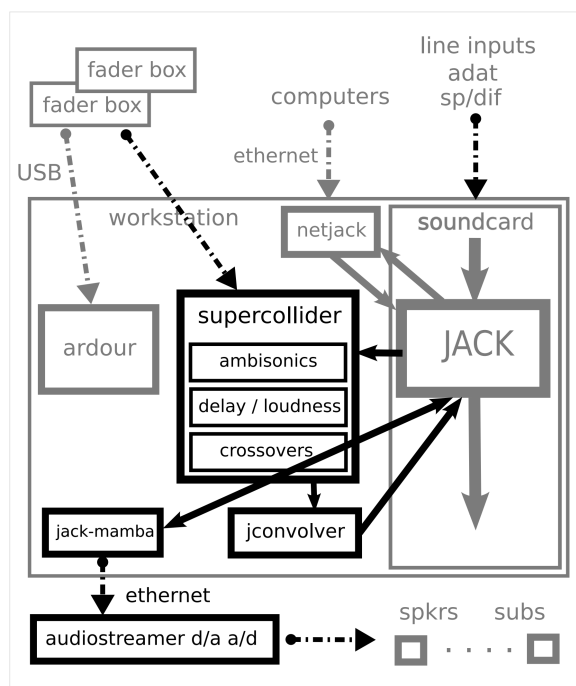 fader box
fader box
line inputs
adat
sp/dif
computers
ethernet
USB
workstation
netjack
soundcard
ardour
supercollider
ambisonics
delay / loudness
crossovers
JACK
jack-mamba
jconvolver
ethernet
audiostreamer d/a a/d
spkrs
subs